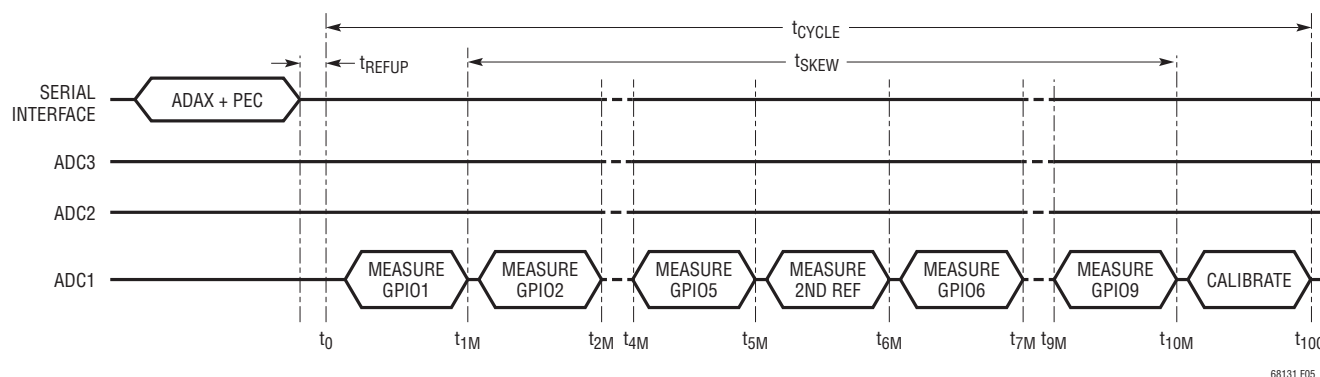 tCYCLE
tREFUP
tSKEW
SERIAL
INTERFACE
ADAX + PEC
ADC3
ADC2
ADC1
MEASURE
GPIO1
MEASURE
GPIO2
MEASURE
GPIO5
MEASURE
2ND REF
MEASURE
GPIO6
MEASURE
GPIO9
CALIBRATE
t0
t1M
t2M
t4M
t5M
t6M
t7M
t9M
t10M
t10C
68131 F05